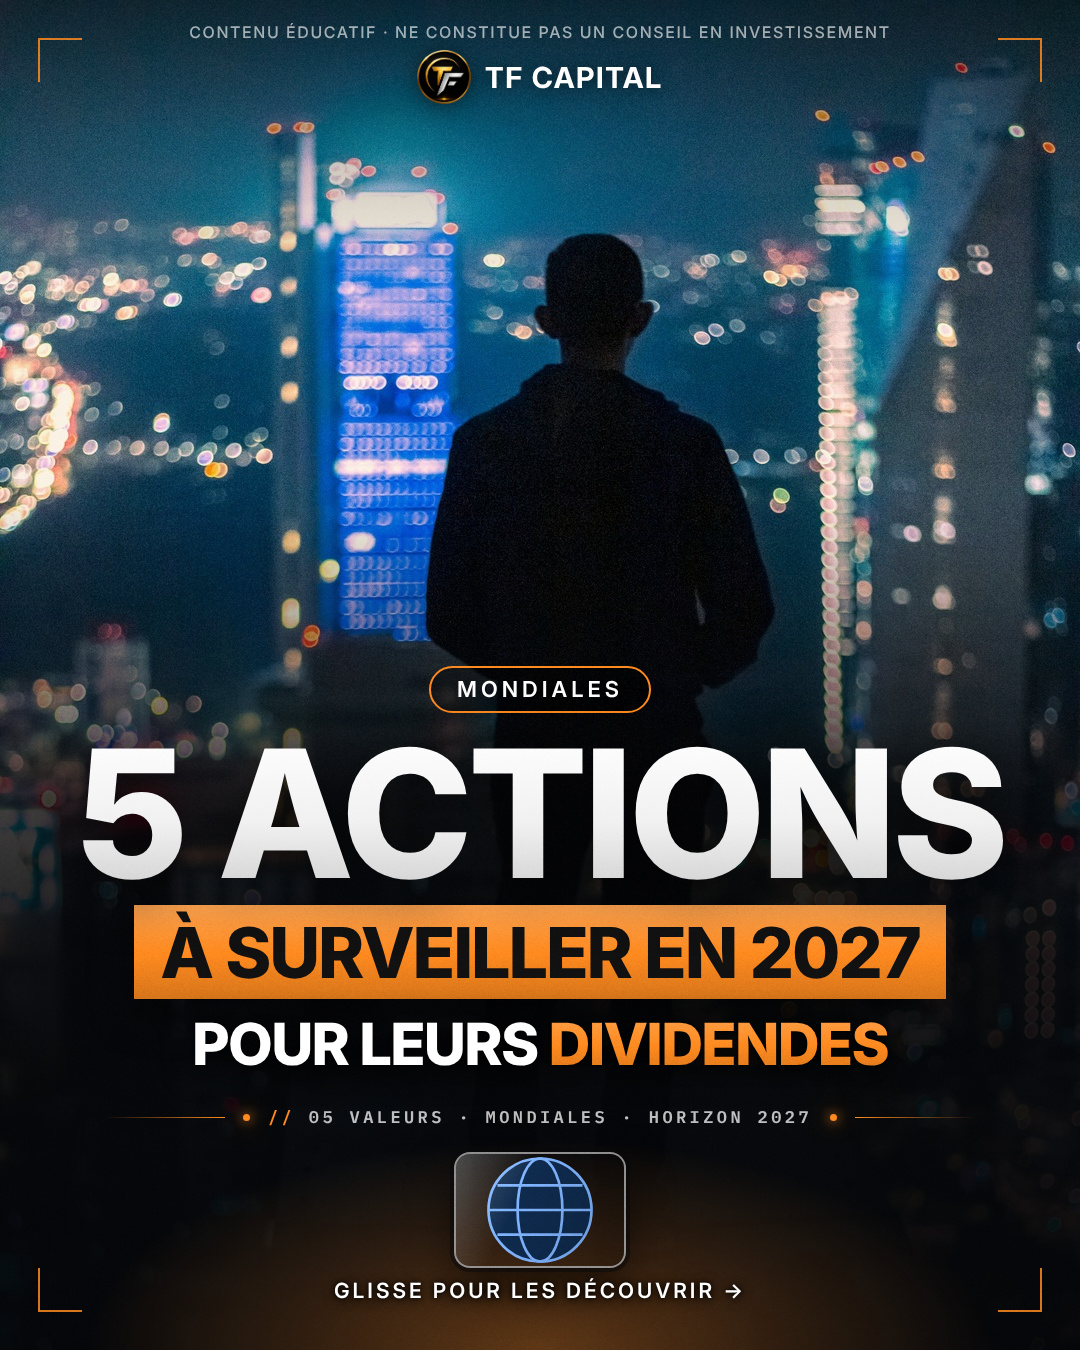 CONTENU ÉDUCATIF · NE CONSTITUE PAS UN CONSEIL EN INVESTISSEMENT
TF TF CAPITAL
MONDIALES
5 ACTIONS
À SURVEILLER EN 2027
POUR LEURS DIVIDENDES
// 05 VALEURS · MONDIALES · HORIZON 2027
GLISSE POUR LES DÉCOUVRIR →